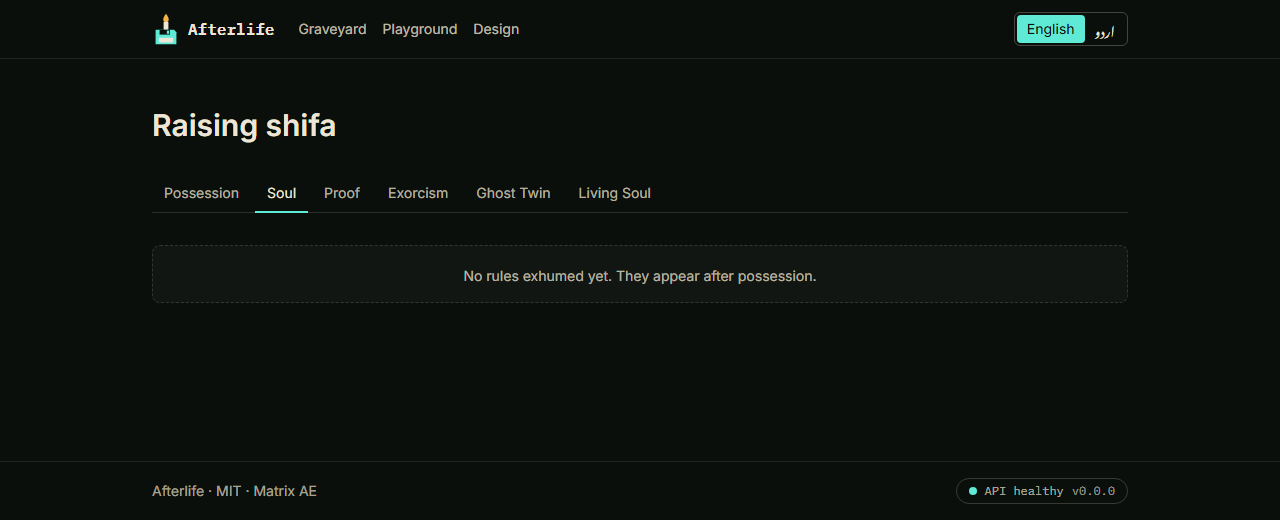 Afterlife Graveyard Playground Design English اردو
Raising shifa
Possession Soul Proof Exorcism Ghost Twin Living Soul
No rules exhumed yet. They appear after possession.
Afterlife · MIT · Matrix AE API healthy v0.0.0